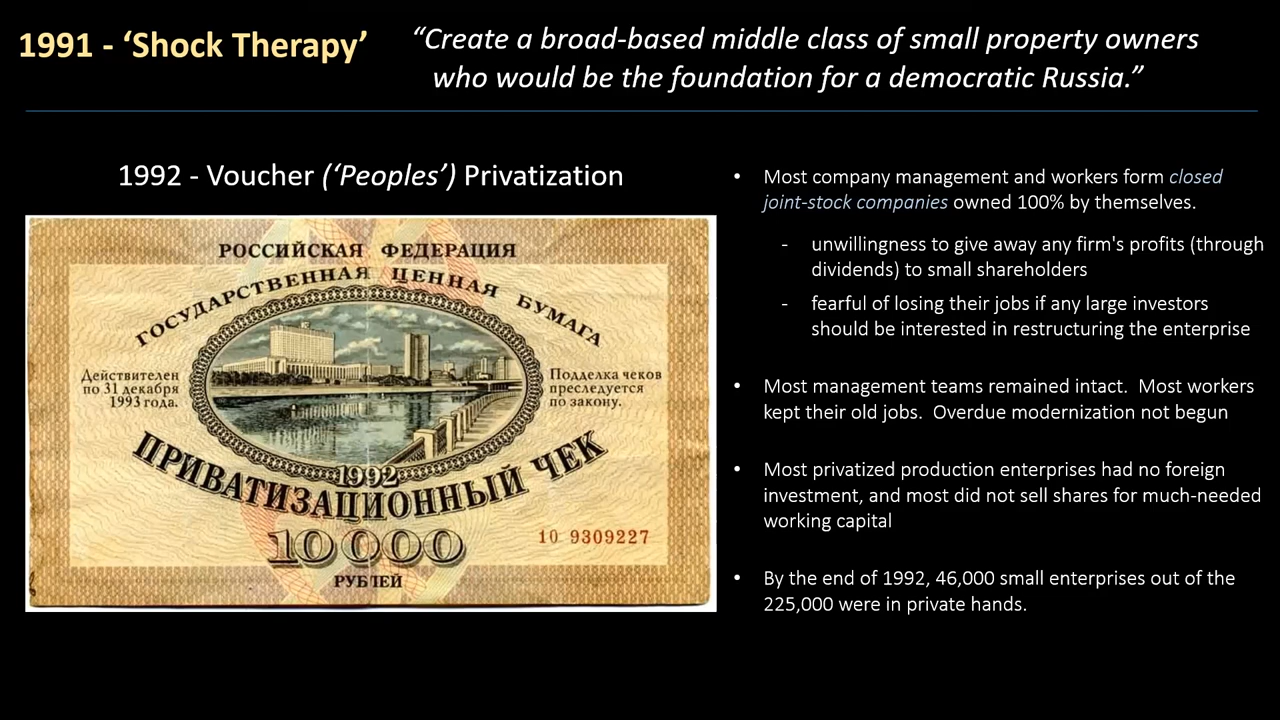 1991 - ‘Shock Therapy’
“Create a broad-based middle class of small property owners
who would be the foundation for a democratic Russia.”
1992 - Voucher (‘Peoples’) Privatization
РОССИЙСКАЯ ФЕДЕРАЦИЯ
ГОСУДАРСТВЕННАЯ ЦЕННАЯ БУМАГА
Действителен
по 31 декабря
1993 года.
Подделка чеков
преследуется
по закону.
1992
ПРИВАТИЗАЦИОННЫЙ ЧЕК
10 000
10 9309227
РУБЛЕЙ
• Most company management and workers form closed
joint-stock companies owned 100% by themselves.
- unwillingness to give away any firm's profits (through
dividends) to small shareholders
- fearful of losing their jobs if any large investors
should be interested in restructuring the enterprise
• Most management teams remained intact. Most workers
kept their old jobs. Overdue modernization not begun
• Most privatized production enterprises had no foreign
investment, and most did not sell shares for much-needed
working capital
• By the end of 1992, 46,000 small enterprises out of the
225,000 were in private hands.